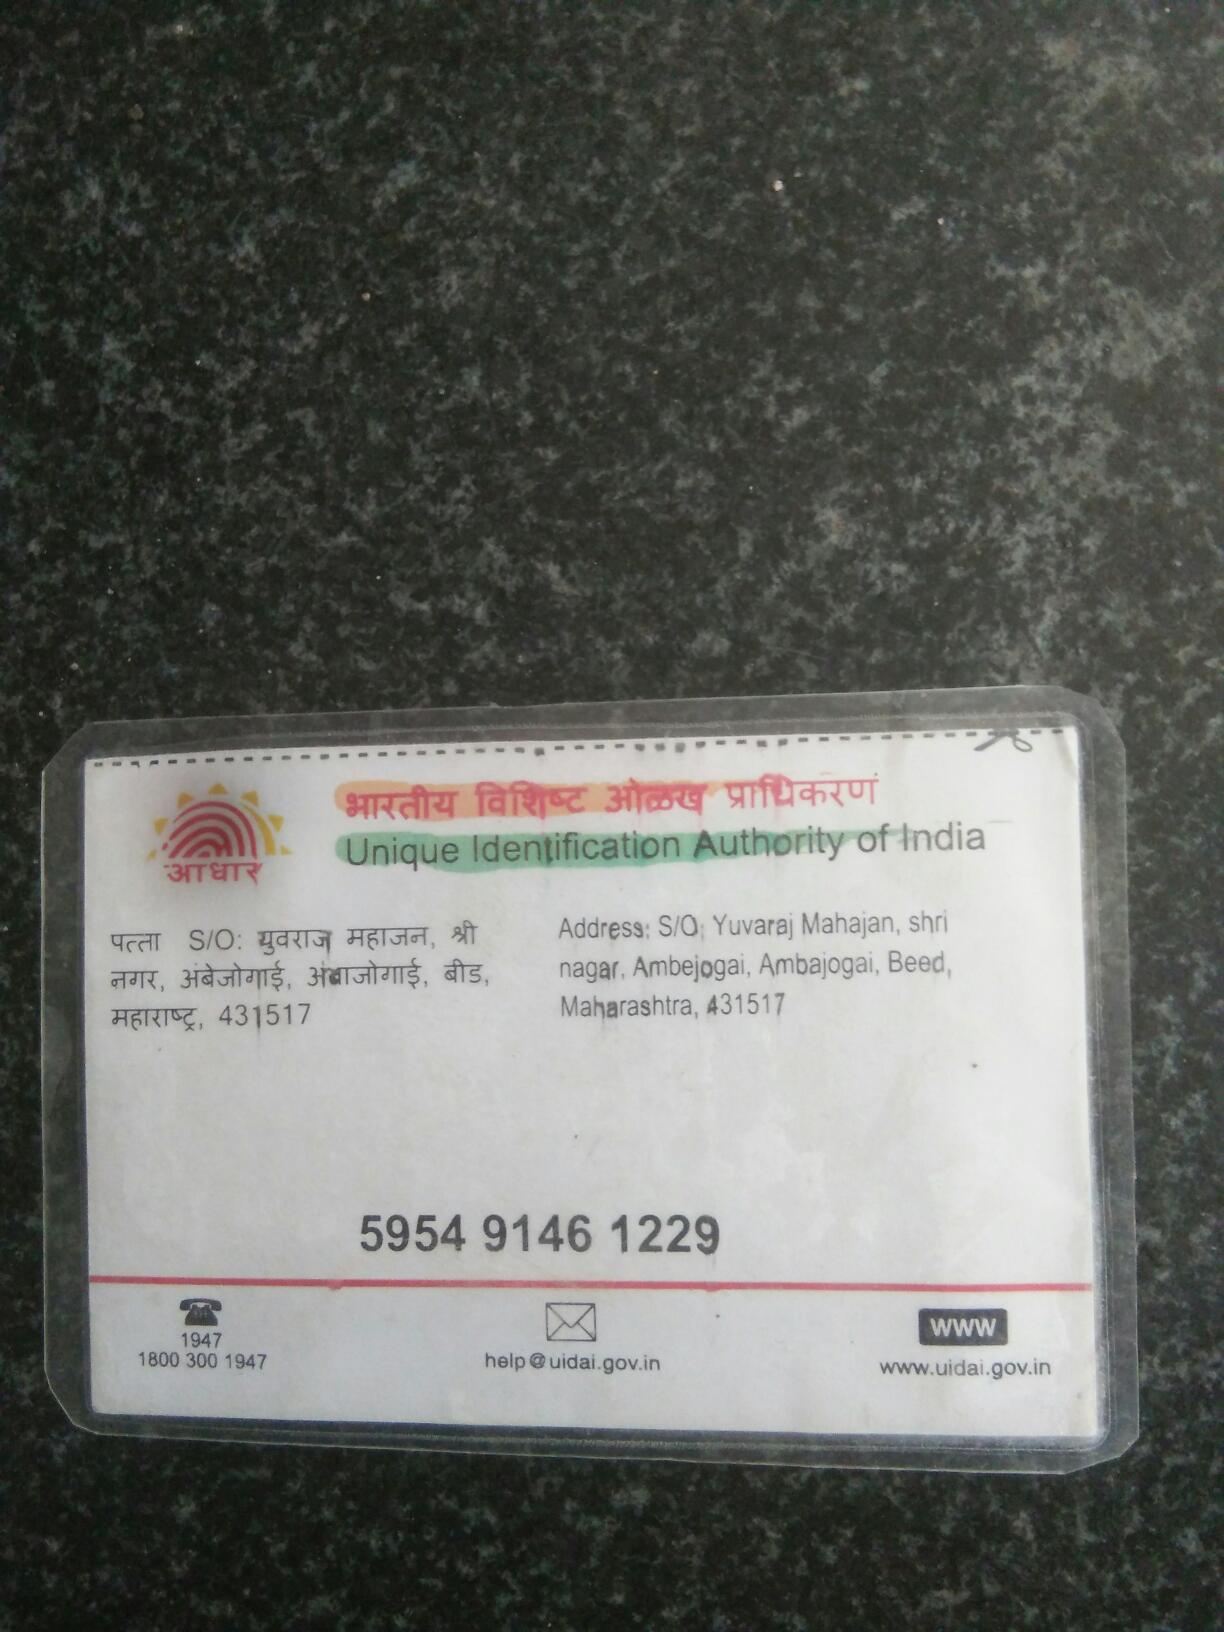 भारतीय विशिष्ट ओळख प्राधिकरण
Unique Identification Authority of India
आधार
पत्ता S/O: युवराज महाजन, श्री
नगर, अंबेजोगाई, अंबाजोगाई, बीड,
महाराष्ट्र, 431517
Address: S/O: Yuvaraj Mahajan, shri
nagar, Ambejogai, Ambajogai, Beed,
Maharashtra, 431517
5954 9146 1229
1947
1800 300 1947
help@uidai.gov.in
WWW
www.uidai.gov.in